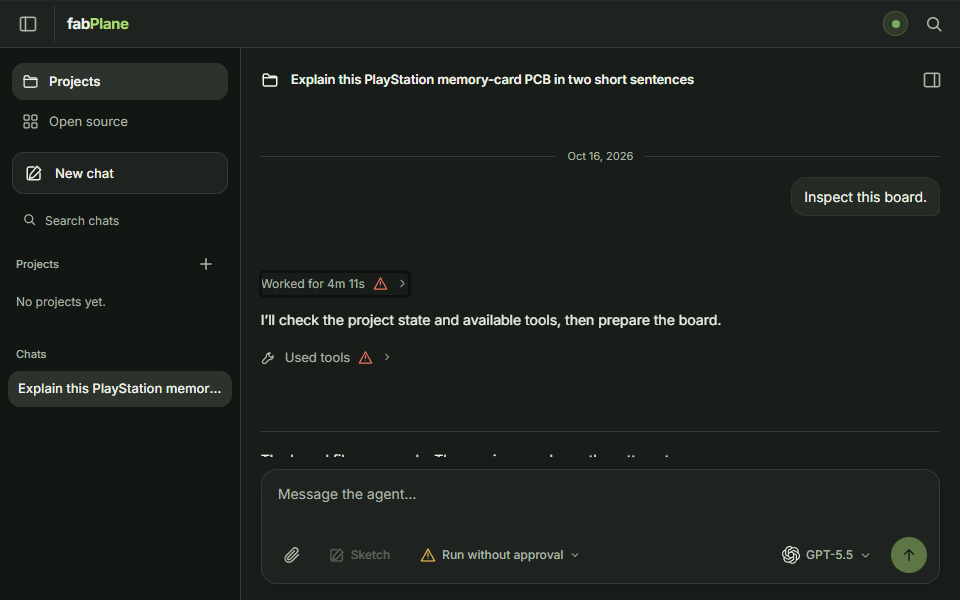 fabPlane
Projects
Open source
New chat
Search chats
Projects
No projects yet.
Chats
Explain this PlayStation memor...
Explain this PlayStation memory-card PCB in two short sentences
Oct 16, 2026
Inspect this board.
Worked for 4m 11s
I'll check the project state and available tools, then prepare the board.
Used tools
Message the agent...
Sketch
Run without approval
GPT-5.5